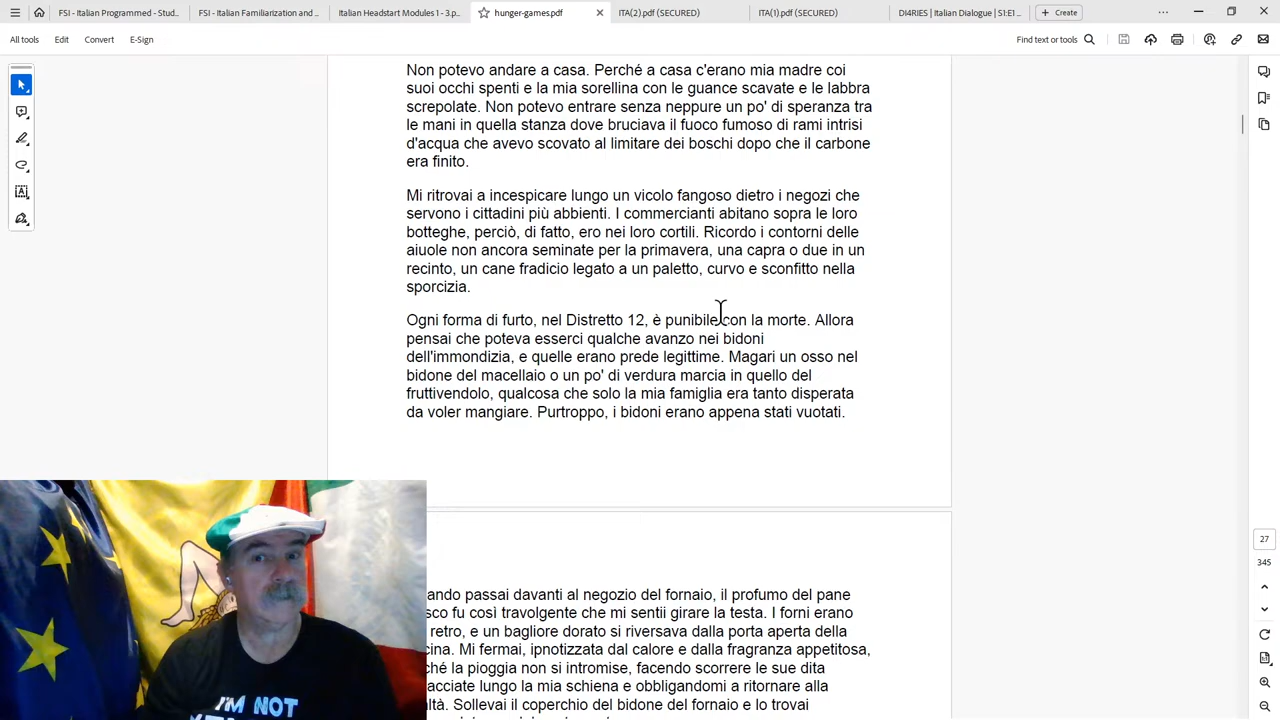 FSI - Italian Programmed - Stud...
FSI - Italian Familiarization and ...
Italian Headstart Modules 1 - 3.p...
hunger-games.pdf
ITA(2).pdf (SECURED)
ITA(1).pdf (SECURED)
DI4RIES | Italian Dialogue | S1:E1 ...
Create
All tools
Edit
Convert
E-Sign
Find text or tools
Non potevo andare a casa. Perché a casa c'erano mia madre coi
suoi occhi spenti e la mia sorellina con le guance scavate e le labbra
screpolate. Non potevo entrare senza neppure un po' di speranza tra
le mani in quella stanza dove bruciava il fuoco fumoso di rami intrisi
d'acqua che avevo scovato al limitare dei boschi dopo che il carbone
era finito.
Mi ritrovai a incespicare lungo un vicolo fangoso dietro i negozi che
servono i cittadini più abbienti. I commercianti abitano sopra le loro
botteghe, perciò, di fatto, ero nei loro cortili. Ricordo i contorni delle
aiuole non ancora seminate per la primavera, una capra o due in un
recinto, un cane fradicio legato a un paletto, curvo e sconfitto nella
sporcizia.
Ogni forma di furto, nel Distretto 12, è punibile con la morte. Allora
pensai che poteva esserci qualche avanzo nei bidoni
dell'immondizia, e quelle erano prede legittime. Magari un osso nel
bidone del macellaio o un po' di verdura marcia in quello del
fruttivendolo, qualcosa che solo la mia famiglia era tanto disperata
da voler mangiare. Purtroppo, i bidoni erano appena stati vuotati.
27
345
ando passai davanti al negozio del fornaio, il profumo del pane
sco fu così travolgente che mi sentii girare la testa. I forni erano
retro, e un bagliore dorato si riversava dalla porta aperta della
cina. Mi fermai, ipnotizzata dal calore e dalla fragranza appetitosa,
ché la pioggia non si intromise, facendo scorrere le sue dita
acciate lungo la mia schiena e obbligandomi a ritornare alla
ltà. Sollevai il coperchio del bidone del fornaio e lo trovai
I'M NOT